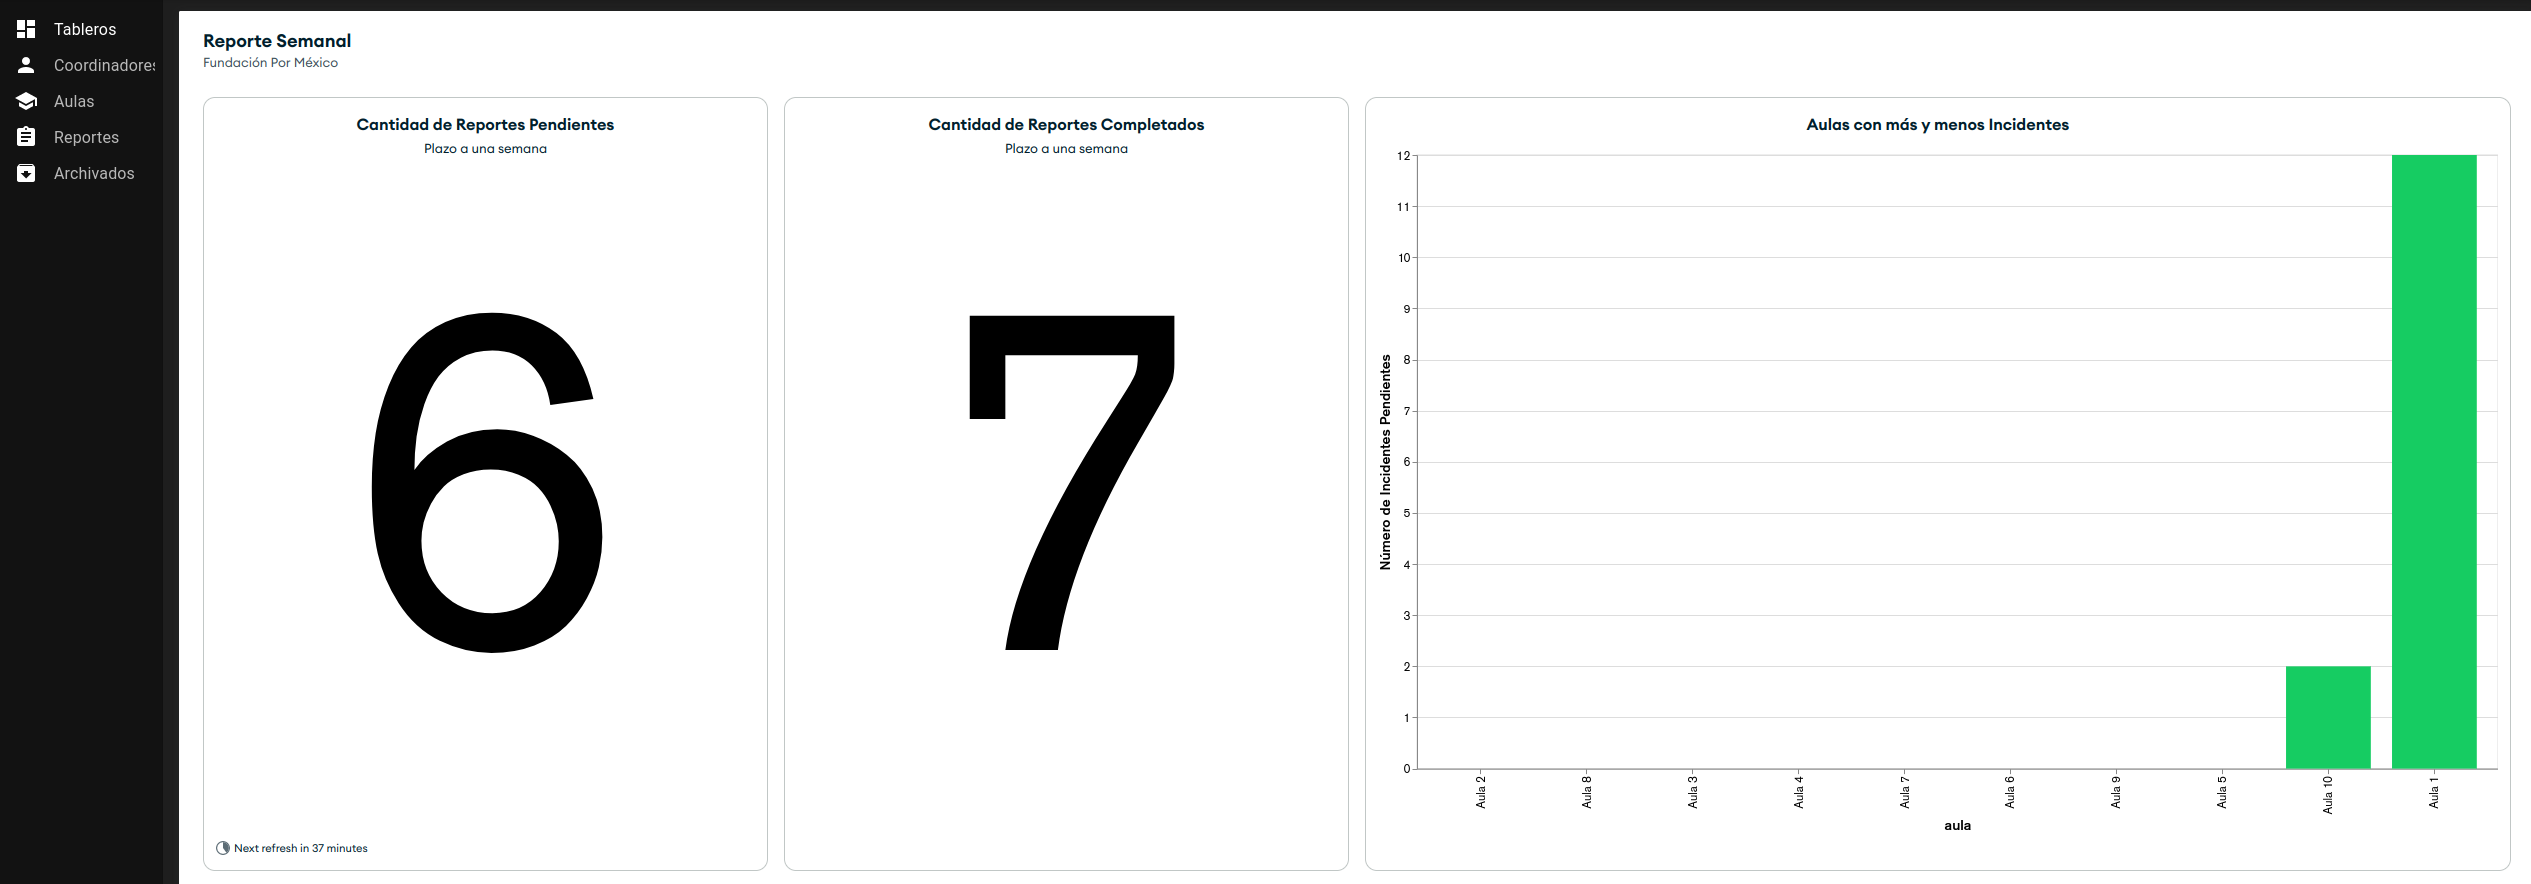 Tableros
Coordinadores
Aulas
Reportes
Archivados
Reporte Semanal
Fundación Por México
Cantidad de Reportes Pendientes
Plazo a una semana
6
Next refresh in 37 minutes
Cantidad de Reportes Completados
Plazo a una semana
7
Aulas con más y menos Incidentes
Número de Incidentes Pendientes
12
11
10
9
8
7
6
5
4
3
2
1
0
Aula 2
Aula 8
Aula 3
Aula 4
Aula 7
Aula 6
Aula 9
Aula 5
Aula 10
Aula 1
aula